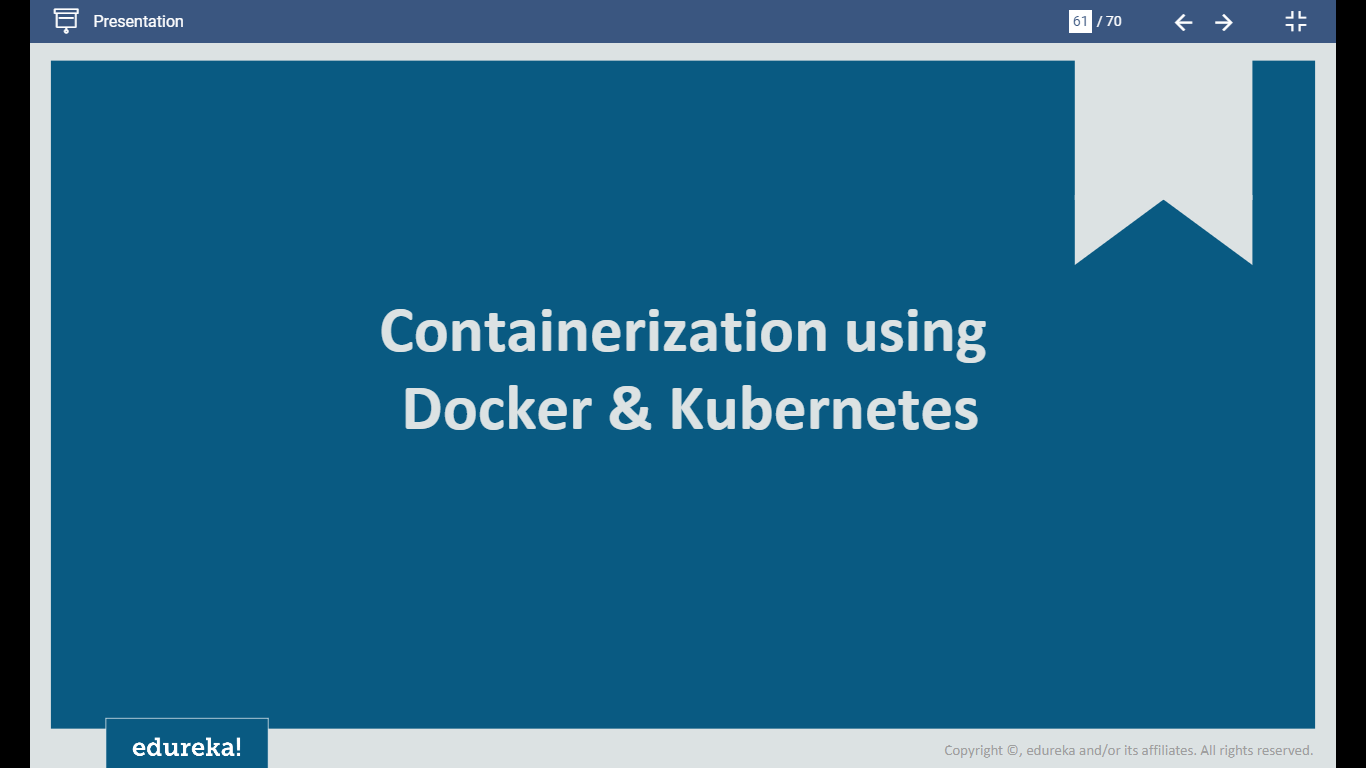 Presentation
61 / 70
Containerization using
Docker & Kubernetes
edureka!
Copyright ©, edureka and/or its affiliates. All rights reserved.